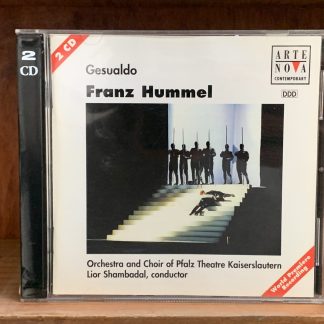 2
CD
2 CD
Gesualdo
Franz Hummel
ARTE
NOVA
CONTEMPORARY
DDD
Orchestra and Choir of Pfalz Theatre Kaiserslautern
Lior Shambadal, conductor
World Premiere
Recording